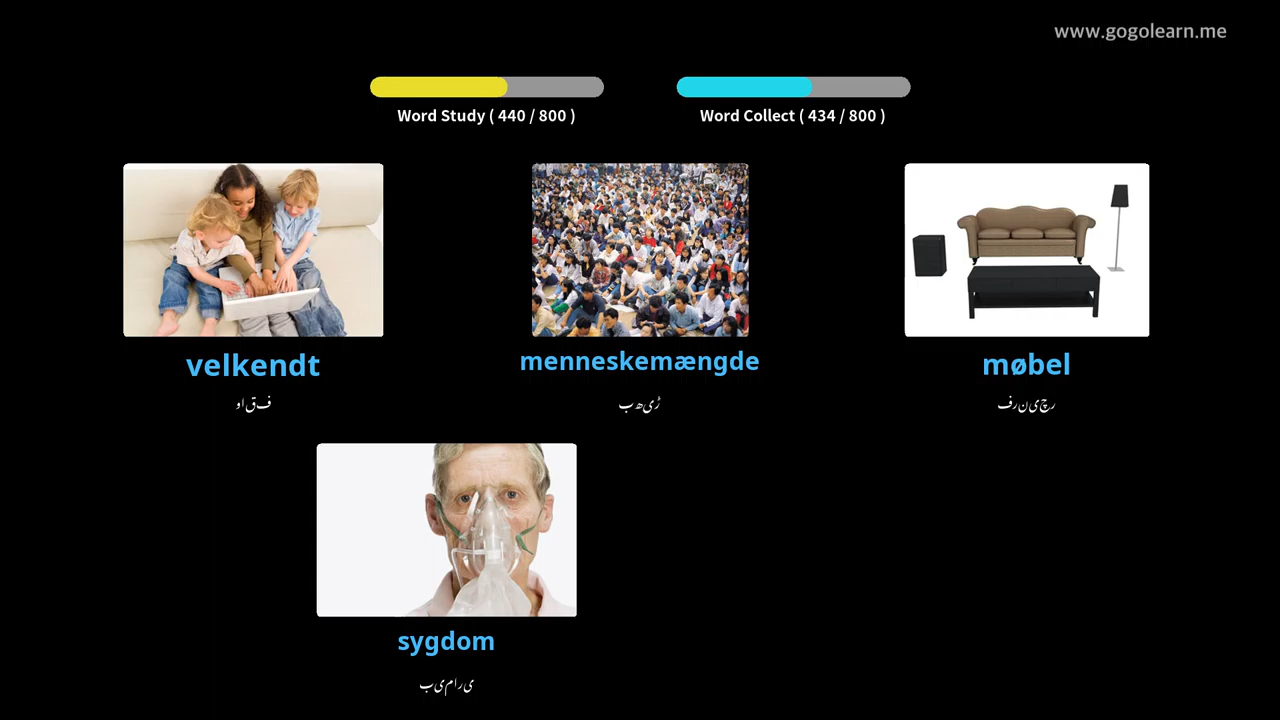 www.gogolearn.me
Word Study ( 440 / 800 )
Word Collect ( 434 / 800 )
velkendt
menneskemængde
møbel
واقف
بھیڑ
فرنیچر
sygdom
بیماری